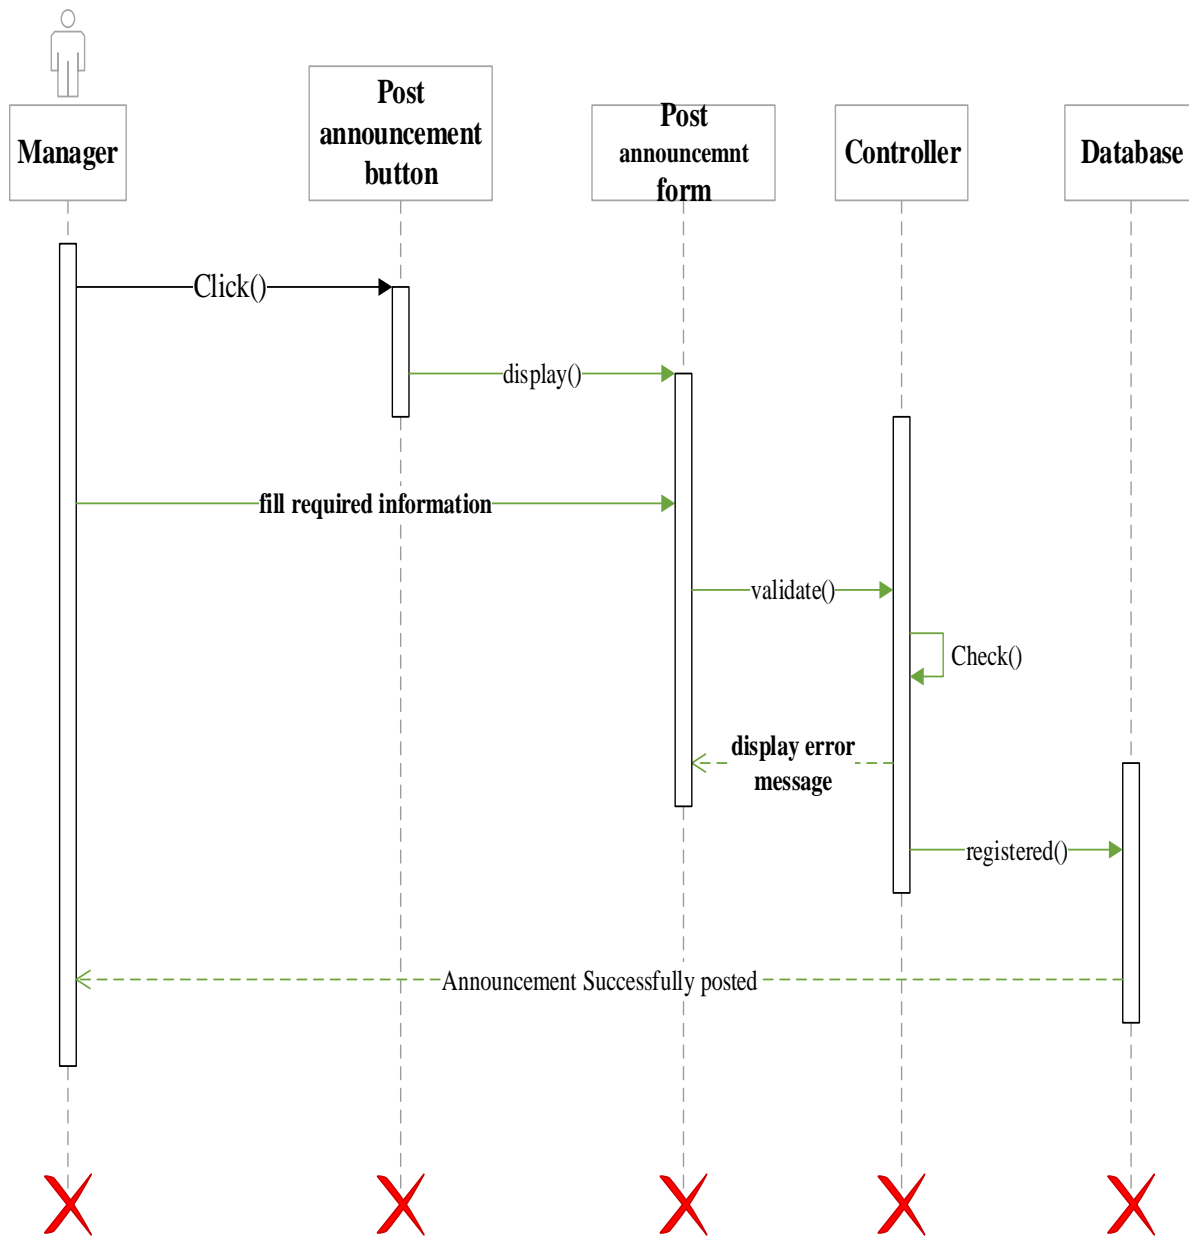 Manager
Post
announcement
button
Post
announcemnt
form
Controller
Database
Click()
display()
fill required information
validate()
Check()
display error
message
registered()
Announcement Successfully posted